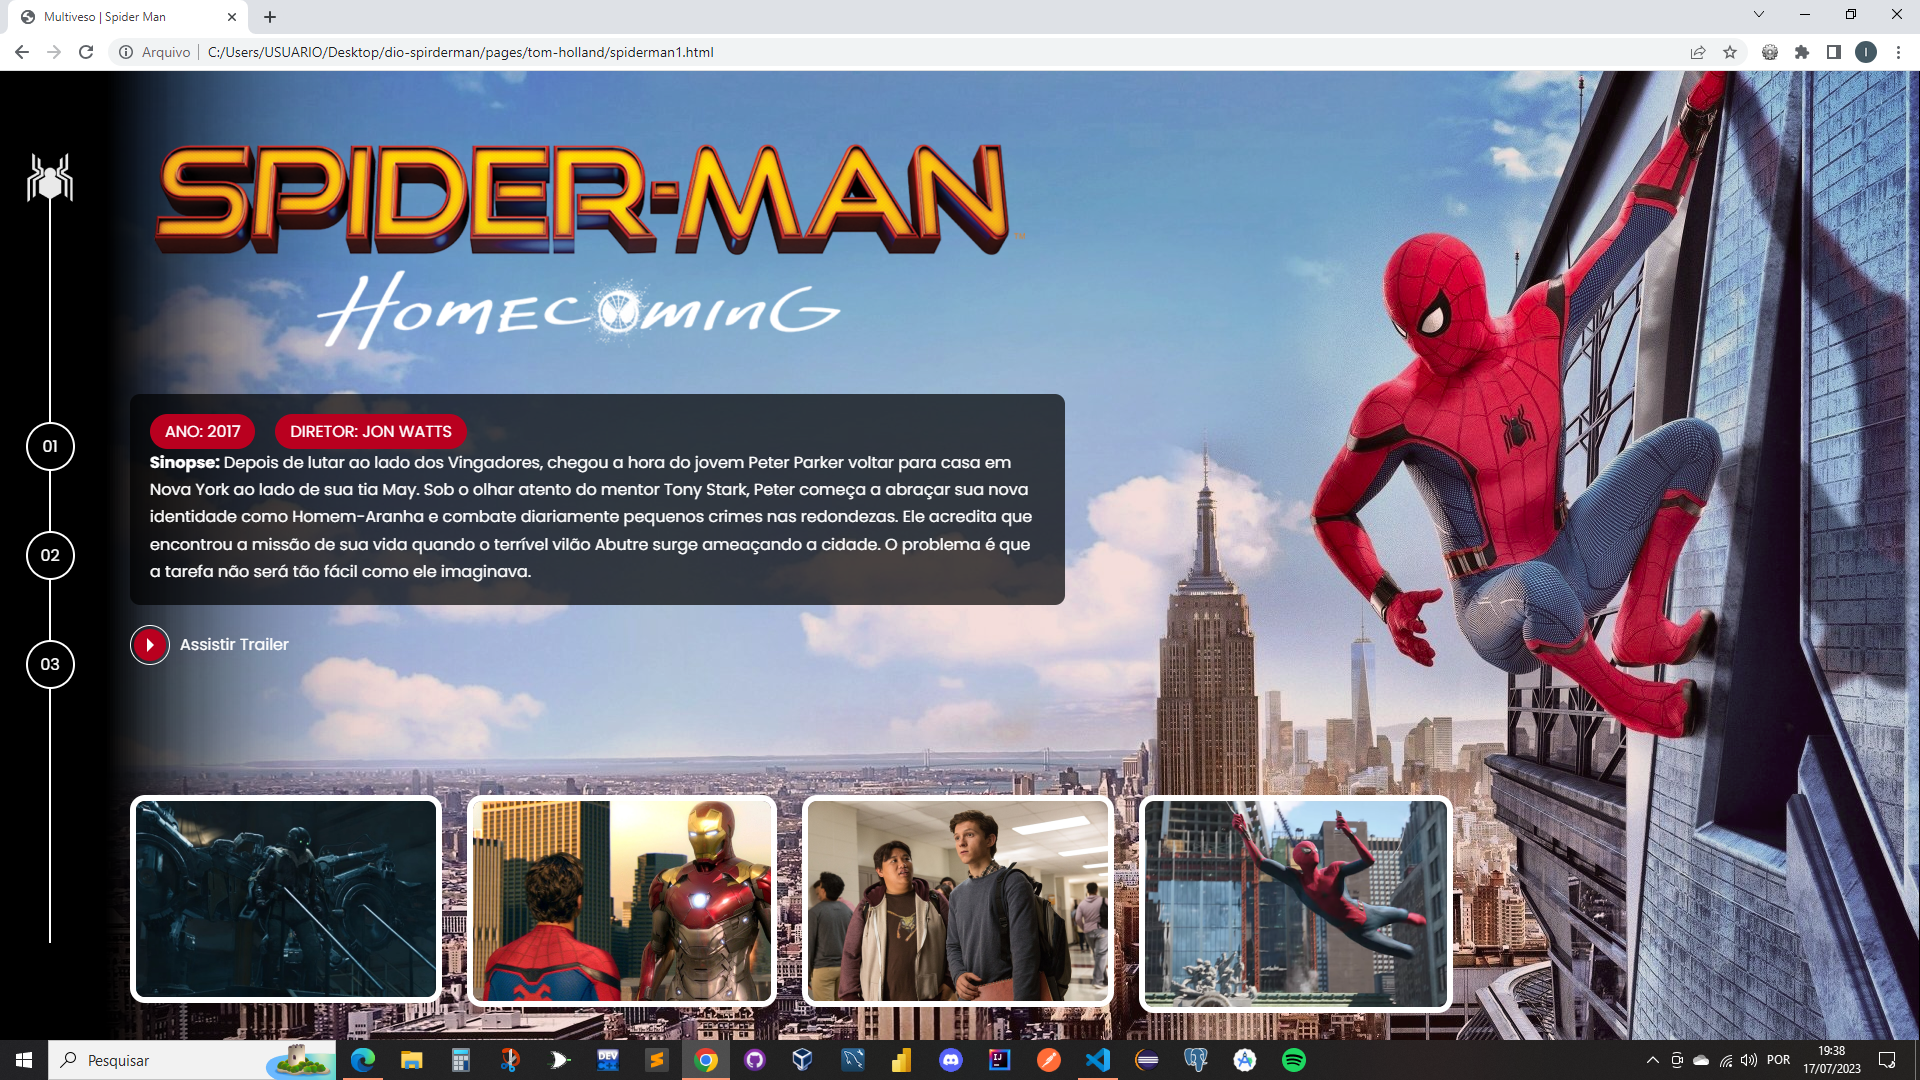 Multiveso | Spider Man
Arquivo
C:/Users/USUARIO/Desktop/dio-spirderman/pages/tom-holland/spiderman1.html
I
SPIDER-MAN
HOMECOMING
01
02
03
ANO: 2017
DIRETOR: JON WATTS
Sinopse: Depois de lutar ao lado dos Vingadores, chegou a hora do jovem Peter Parker voltar para casa em
Nova York ao lado de sua tia May. Sob o olhar atento do mentor Tony Stark, Peter começa a abraçar sua nova
identidade como Homem-Aranha e combate diariamente pequenos crimes nas redondezas. Ele acredita que
encontrou a missão de sua vida quando o terrível vilão Abutre surge ameaçando a cidade. O problema é que
a tarefa não será tão fácil como ele imaginava.
Assistir Trailer
Pesquisar
DEV
IJ
POR
19:38
17/07/2023